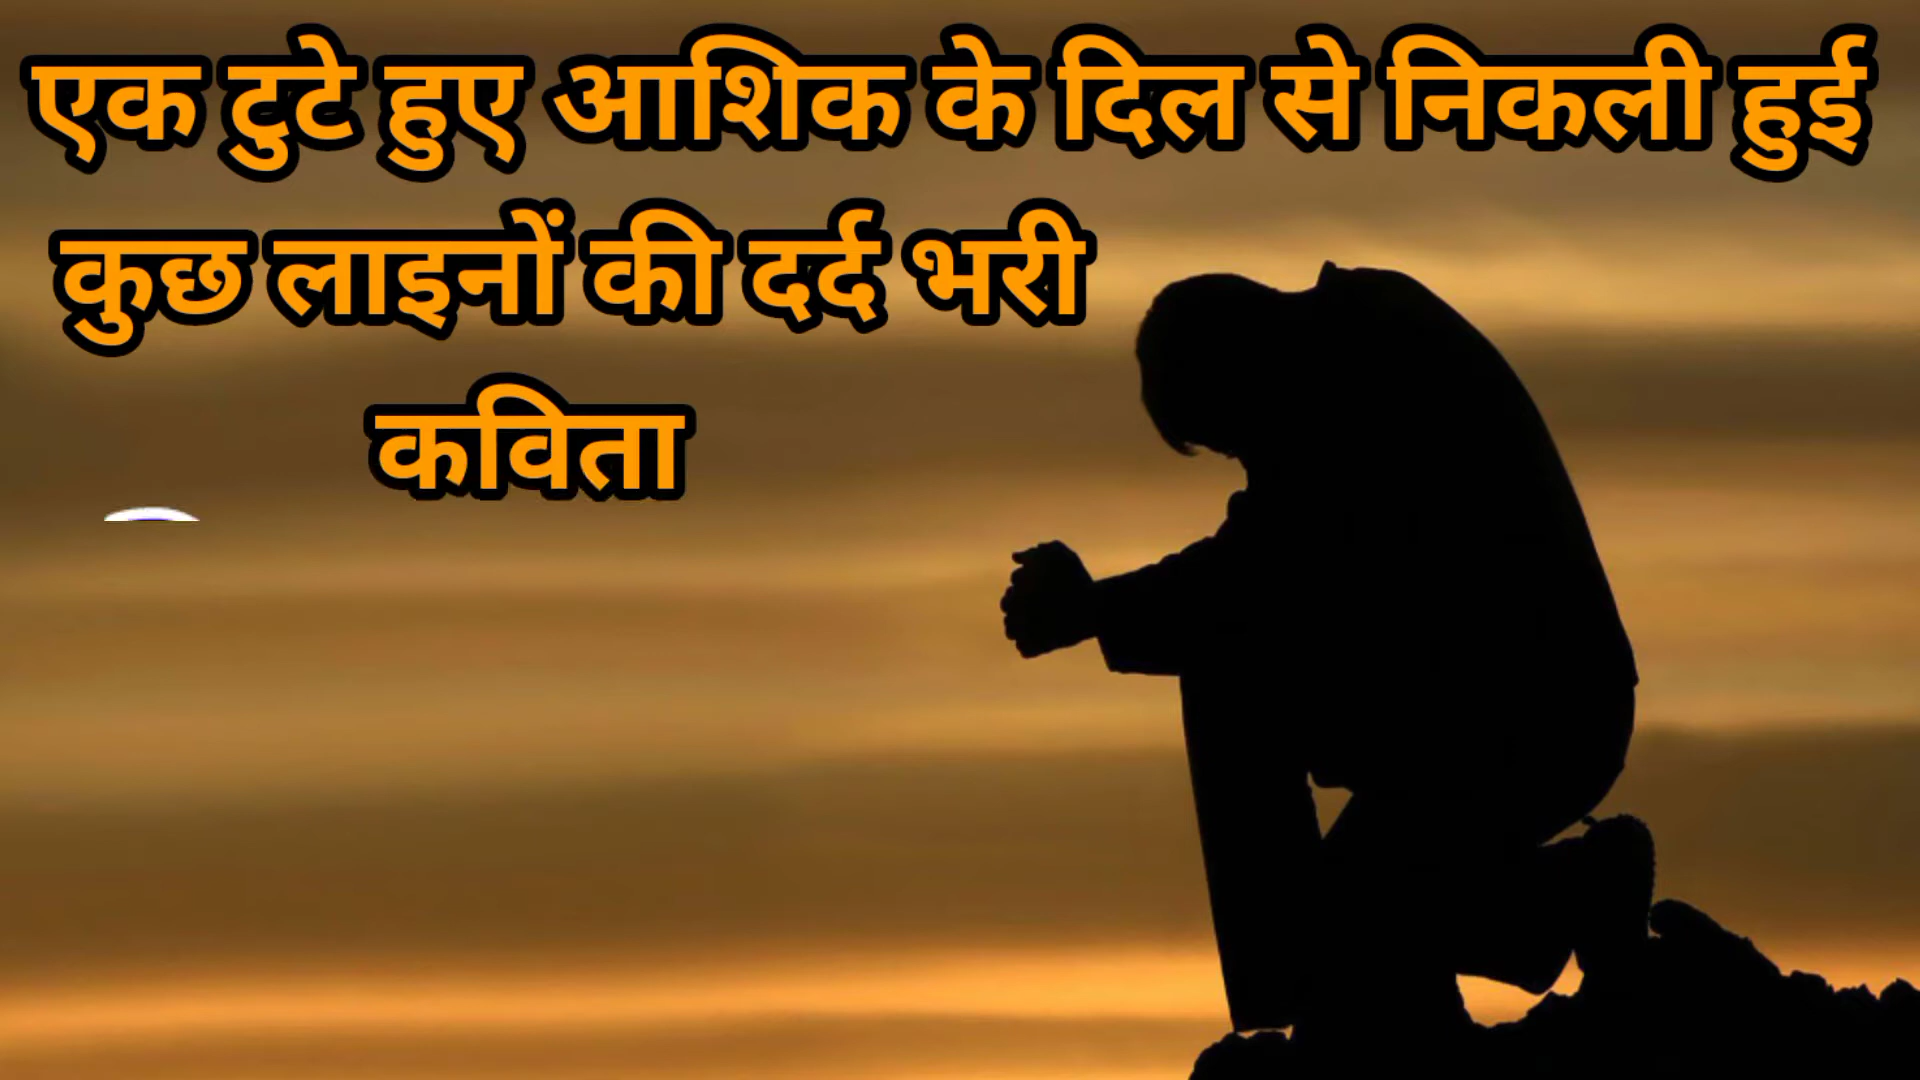 एक टुटे हुए आशिक के दिल से निकली हुई
कुछ लाइनों की दर्द भरी
कविता